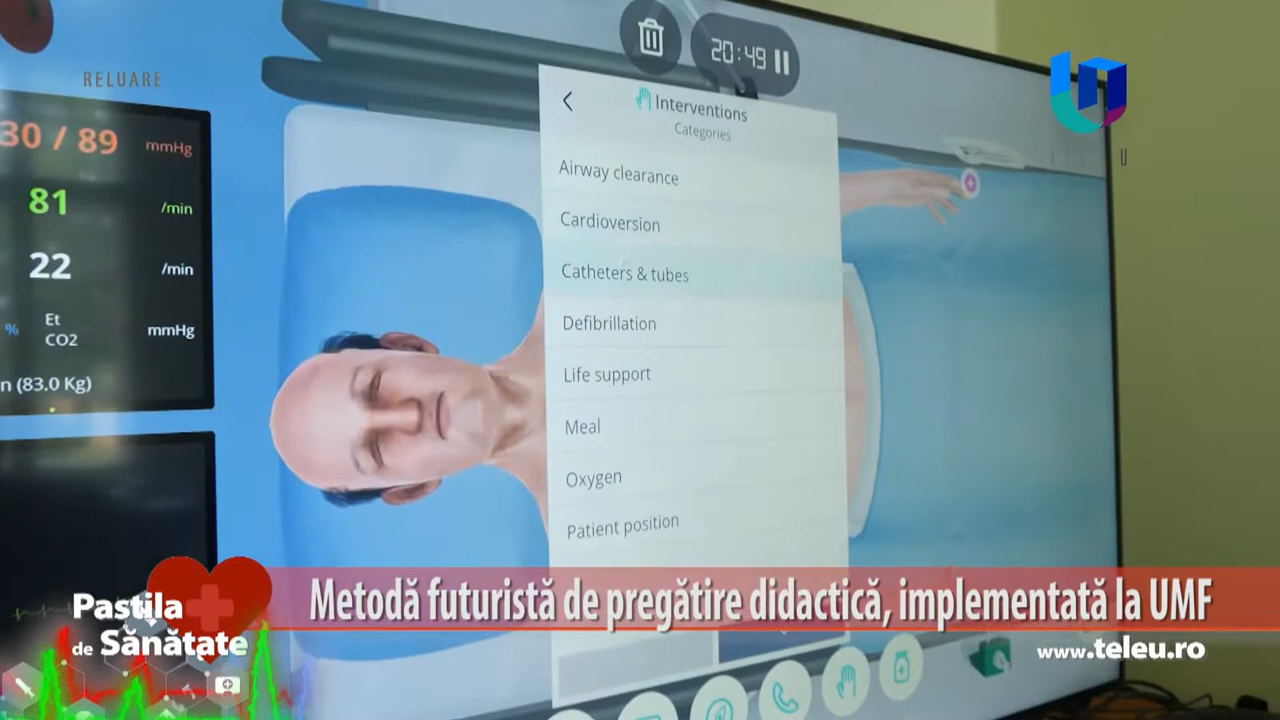 RELUARE
20:49
30 / 89 mmHg
81 /min
22 /min
% Et CO2 mmHg
n (83.0 Kg)
Interventions
Categories
Airway clearance
Cardioversion
Catheters & tubes
Defibrillation
Life support
Meal
Oxygen
Patient position
U
Pastila
de Sănătate
Metodă futuristă de pregătire didactică, implementată la UMF
www.teleu.ro